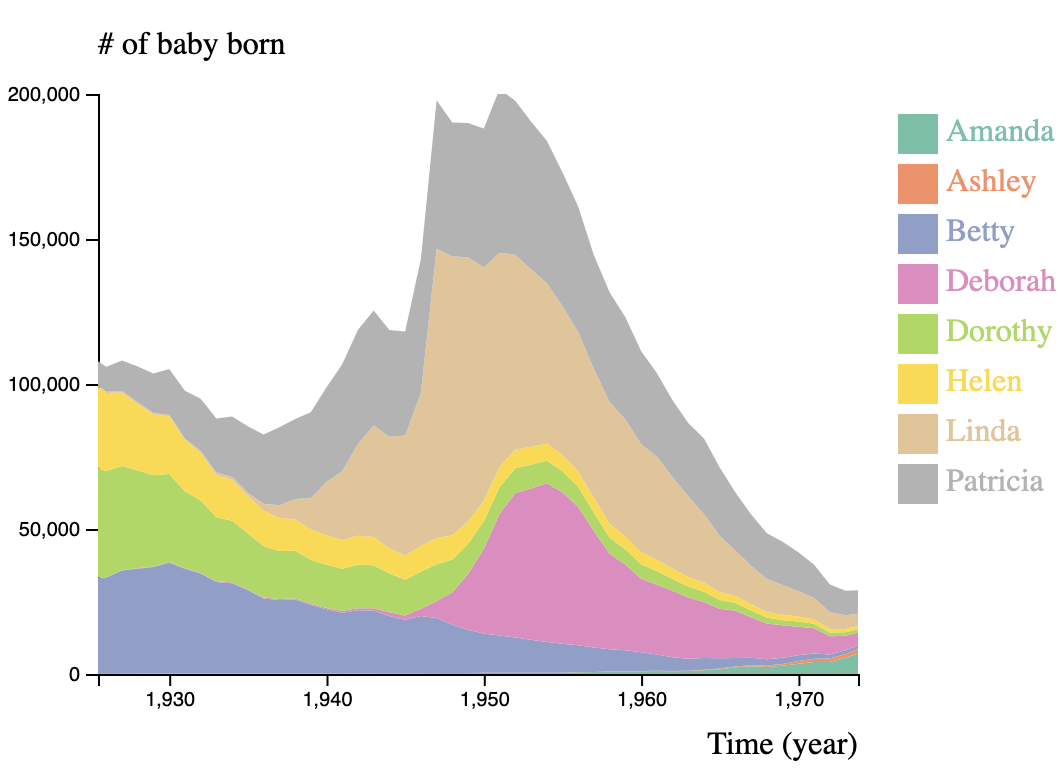 # of baby born
200,000
150,000
100,000
50,000
0
1,930
1,940
1,950
1,960
1,970
Time (year)
Amanda
Ashley
Betty
Deborah
Dorothy
Helen
Linda
Patricia